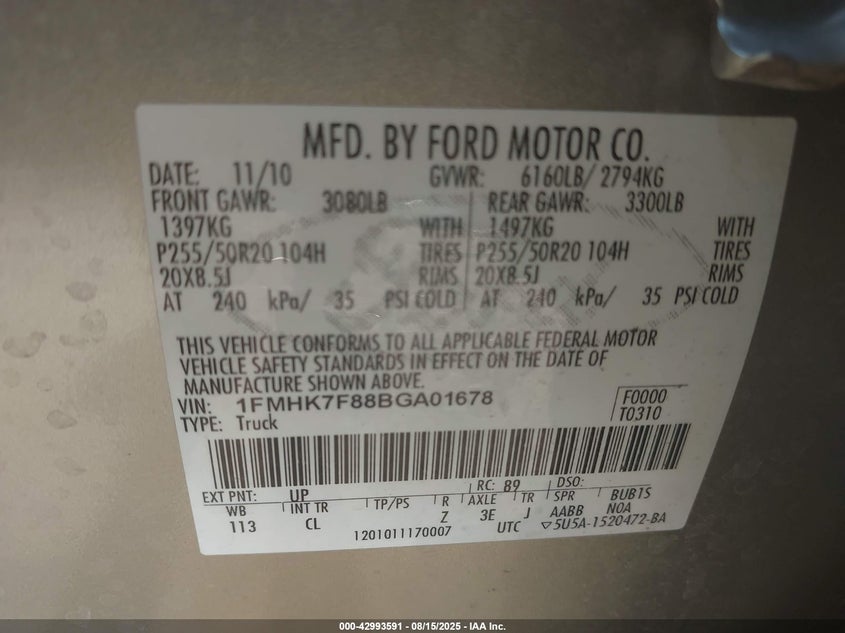 MFD. BY FORD MOTOR CO.
DATE: 11/10 GVWR: 6160LB/ 2794KG
FRONT GAWR: 3080LB REAR GAWR: 3300LB
1397KG WITH 1497KG WITH
P255/50R20 104H TIRES P255/50R20 104H TIRES
20X8.5J RIMS 20X8.5J RIMS
AT 240 kPa/ 35 PSI COLD AT 240 kPa/ 35 PSI COLD
THIS VEHICLE CONFORMS TO ALL APPLICABLE FEDERAL MOTOR
VEHICLE SAFETY STANDARDS IN EFFECT ON THE DATE OF
MANUFACTURE SHOWN ABOVE.
VIN: 1FMHK7F88BGA01678 F0000
TYPE: Truck T0310
EXT PNT: UP RC: 89 DSO:
WB INT TR TP/PS R AXLE TR SPR BUBTS
113 CL Z 3E J AABB NOA
1201011170007 UTC ▽5U5A-1520472-BA
000-42993591 - 08/15/2025 - IAA Inc.